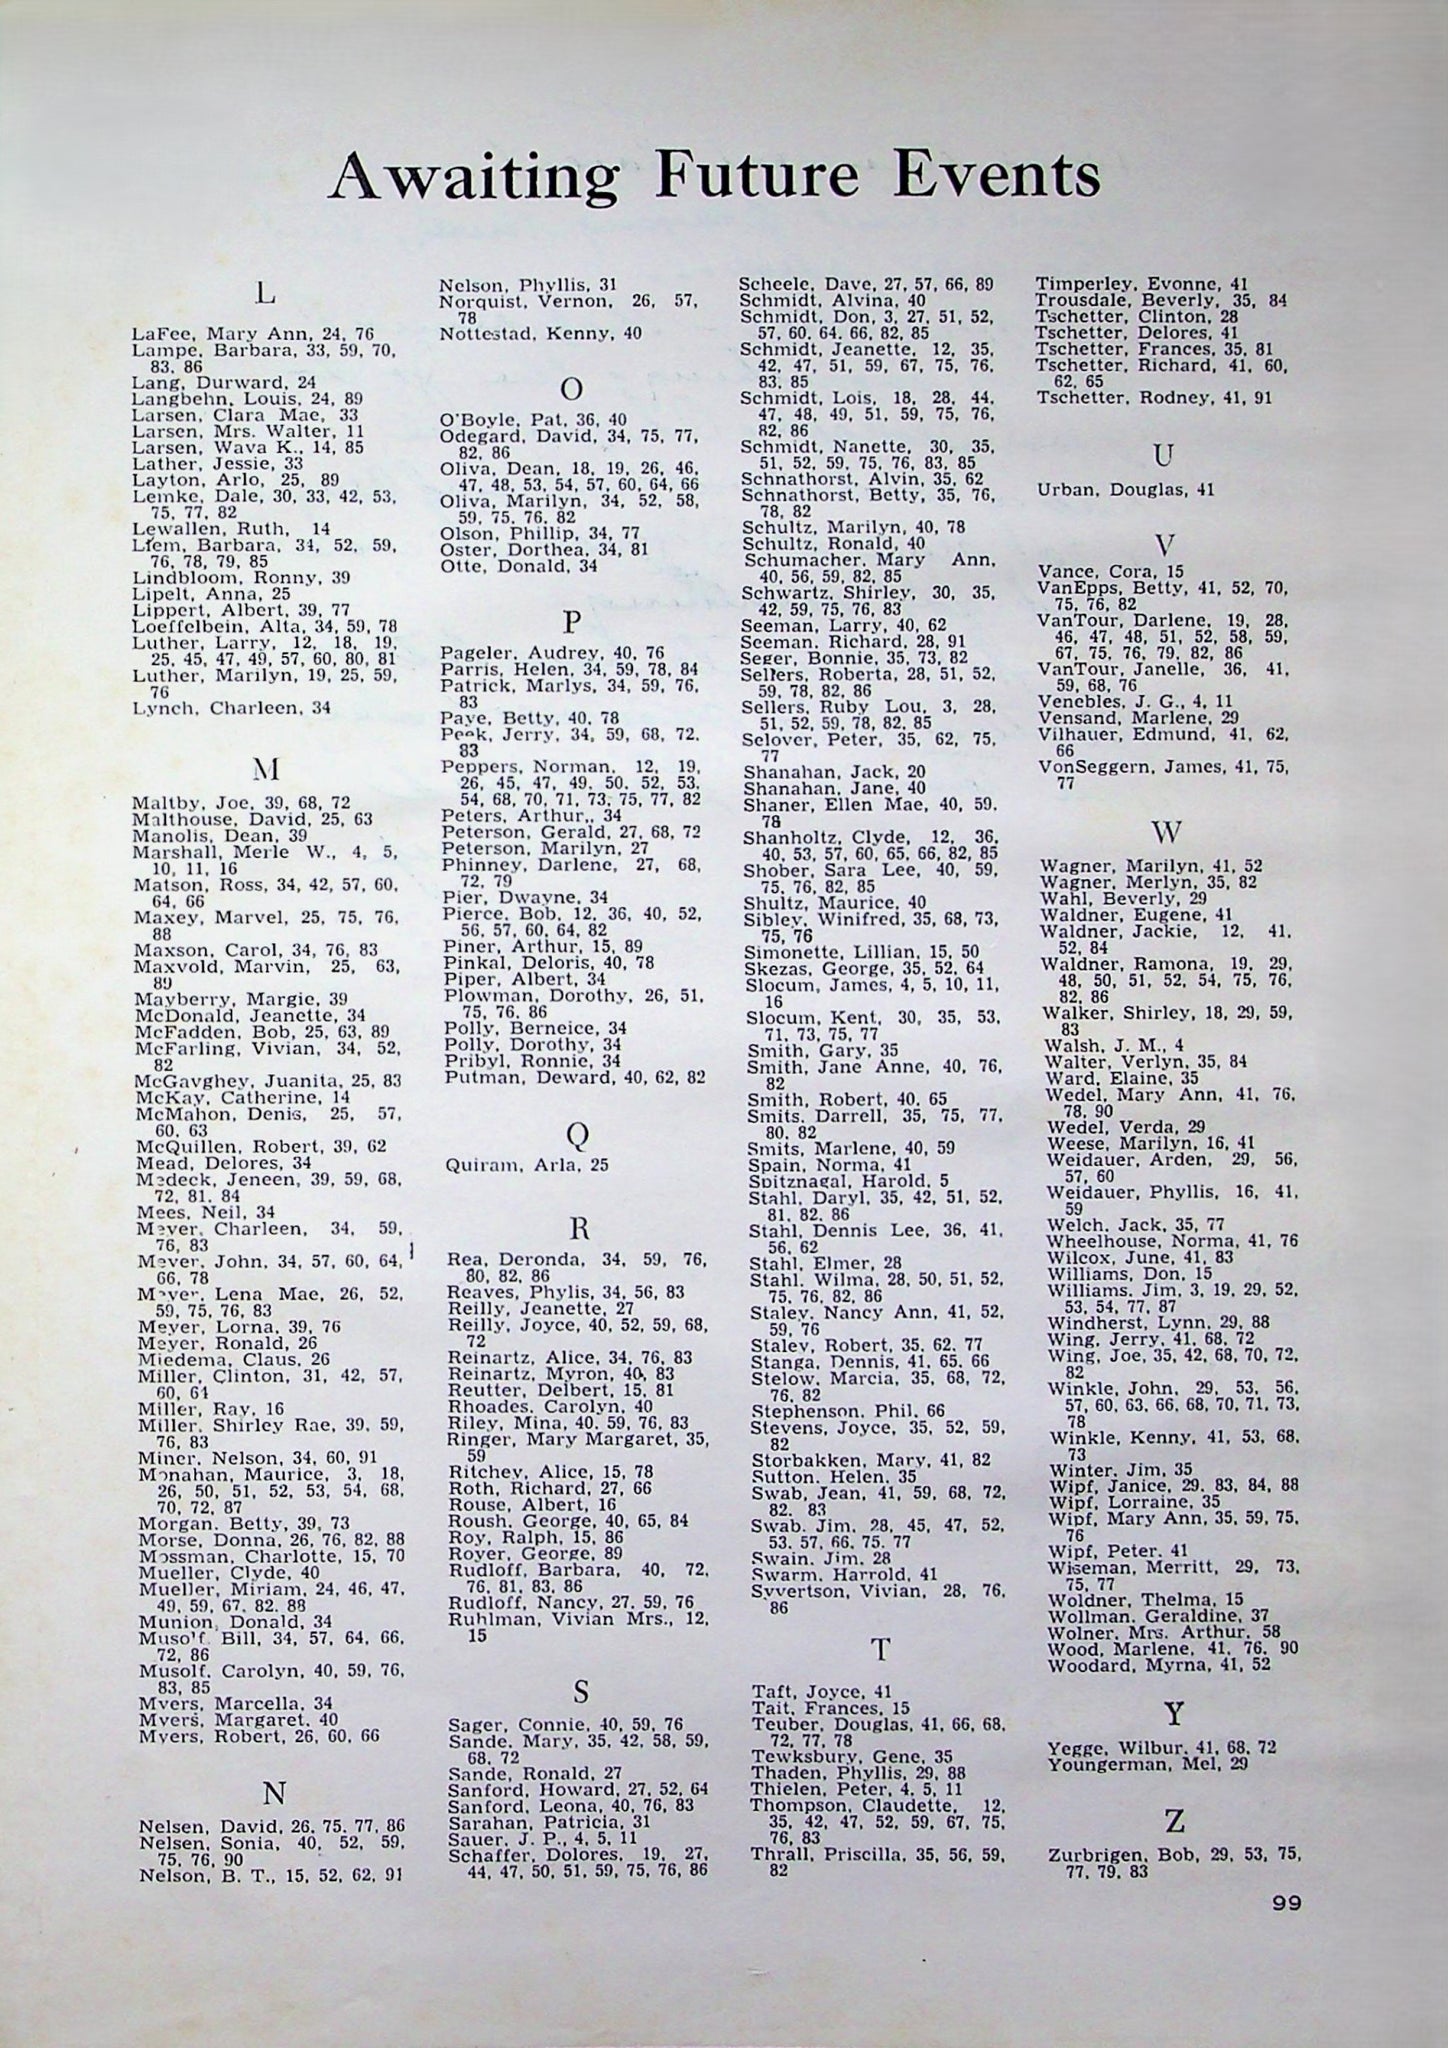 Awaiting Future Events
L
LaFee, Mary Ann, 24, 76
Lampe, Barbara, 33, 59, 70,
83, 86
Lang, Durward, 24
Langbehn, Louis, 24, 89
Larsen, Clara Mae, 33
Larsen, Mrs. Walter, 11
Larsen, Wava K., 14, 85
Lather, Jessie, 33
Layton, Arlo, 25, 89
Lemke, Dale, 30, 33, 42, 53,
75, 77, 82
Lewallen, Ruth, 14
Liem, Barbara, 34, 52, 59,
76, 78, 79, 85
Lindbloom, Ronny, 39
Lipelt, Anna, 25
Lippert, Albert, 39, 77
Loeffelbein, Alta, 34, 59, 78
Luther, Larry, 12, 18, 19,
25, 45, 47, 49, 57, 60, 80, 81
Luther, Marilyn, 19, 25, 59,
76
Lynch, Charleen, 34
M
Maltby, Joe, 39, 68, 72
Malthouse, David, 25, 63
Manolis, Dean, 39
Marshall, Merle W., 4, 5,
10, 11, 16
Matson, Ross, 34, 42, 57, 60,
64, 66
Maxey, Marvel, 25, 75, 76,
88
Maxson, Carol, 34, 76, 83
Maxvold, Marvin, 25, 63,
89
Mayberry, Margie, 39
McDonald, Jeanette, 34
McFadden, Bob, 25, 63, 89
McFarling, Vivian, 34, 52,
82
McGavghey, Juanita, 25, 83
McKay, Catherine, 14
McMahon, Denis, 25, 57,
60, 63
McQuillen, Robert, 39, 62
Mead, Delores, 34
Medeck, Jeneen, 39, 59, 68,
72, 81, 84
Mees, Neil, 34
Meyer, Charleen, 34, 59,
76, 83
Meyer, John, 34, 57, 60, 64,
66, 78
Meyer, Lena Mae, 26, 52,
59, 75, 76, 83
Meyer, Lorna, 39, 76
Meyer, Ronald, 26
Miedema, Claus, 26
Miller, Clinton, 31, 42, 57,
60, 64
Miller, Ray, 16
Miller, Shirley Rae, 39, 59,
76, 83
Miner, Nelson, 34, 60, 91
Monahan, Maurice, 3, 18,
26, 50, 51, 52, 53, 54, 68,
70, 72, 87
Morgan, Betty, 39, 73
Morse, Donna, 26, 76, 82, 88
Mossman, Charlotte, 15, 70
Mueller, Clyde, 40
Mueller, Miriam, 24, 46, 47,
49, 59, 67, 82, 88
Munion, Donald, 34
Musolf, Bill, 34, 57, 64, 66,
72, 86
Musolf, Carolyn, 40, 59, 76,
83, 85
Myers, Marcella, 34
Myers, Margaret, 40
Myers, Robert, 26, 60, 66
N
Nelsen, David, 26, 75, 77, 86
Nelsen, Sonia, 40, 52, 59,
75, 76, 90
Nelson, B. T., 15, 52, 62, 91
Nelson, Phyllis, 31
Norquist, Vernon, 26, 57,
78
Nottestad, Kenny, 40
O
O'Boyle, Pat, 36, 40
Odegard, David, 34, 75, 77,
82, 86
Oliva, Dean, 18, 19, 26, 46,
47, 48, 53, 54, 57, 60, 64, 66
Oliva, Marilyn, 34, 52, 58,
59, 75, 76, 82
Olson, Phillip, 34, 77
Oster, Dorthea, 34, 81
Otte, Donald, 34
P
Pageler, Audrey, 40, 76
Parris, Helen, 34, 59, 78, 84
Patrick, Marlys, 34, 59, 76,
83
Paye, Betty, 40, 78
Peek, Jerry, 34, 59, 68, 72,
83
Peppers, Norman, 12, 19,
26, 45, 47, 49, 50, 52, 53,
54, 68, 70, 71, 73, 75, 77, 82
Peters, Arthur,, 34
Peterson, Gerald, 27, 68, 72
Peterson, Marilyn, 27
Phinney, Darlene, 27, 68,
72, 79
Pier, Dwayne, 34
Pierce, Bob, 12, 36, 40, 52,
56, 57, 60, 64, 82
Piner, Arthur, 15, 89
Pinkal, Deloris, 40, 78
Piper, Albert, 34
Plowman, Dorothy, 26, 51,
75, 76, 86
Polly, Berneice, 34
Polly, Dorothy, 34
Pribyl, Ronnie, 34
Putman, Deward, 40, 62, 82
Q
Quiram, Arla, 25
R
Rea, Deronda, 34, 59, 76,
80, 82, 86
Reaves, Phylis, 34, 56, 83
Reilly, Jeanette, 27
Reilly, Joyce, 40, 52, 59, 68,
72
Reinartz, Alice, 34, 76, 83
Reinartz, Myron, 40, 83
Reutter, Delbert, 15, 81
Rhoades, Carolyn, 40
Riley, Mina, 40, 59, 76, 83
Ringer, Mary Margaret, 35,
59
Ritchey, Alice, 15, 78
Roth, Richard, 27, 66
Rouse, Albert, 16
Roush, George, 40, 65, 84
Roy, Ralph, 15, 86
Royer, George, 89
Rudloff, Barbara, 40, 72,
76, 81, 83, 86
Rudloff, Nancy, 27, 59, 76
Ruhlman, Vivian Mrs., 12,
15
S
Sager, Connie, 40, 59, 76
Sande, Mary, 35, 42, 58, 59,
68, 72
Sande, Ronald, 27
Sanford, Howard, 27, 52, 64
Sanford, Leona, 40, 76, 83
Sarahan, Patricia, 31
Sauer, J. P., 4, 5, 11
Schaffer, Dolores, 19, 27,
44, 47, 50, 51, 59, 75, 76, 86
Scheele, Dave, 27, 57, 66, 89
Schmidt, Alvina, 40
Schmidt, Don, 3, 27, 51, 52,
57, 60, 64, 66, 82, 85
Schmidt, Jeanette, 12, 35,
42, 47, 51, 59, 67, 75, 76,
83, 85
Schmidt, Lois, 18, 28, 44,
47, 48, 49, 51, 59, 75, 76,
82, 86
Schmidt, Nanette, 30, 35,
51, 52, 59, 75, 76, 83, 85
Schnathorst, Alvin, 35, 62
Schnathorst, Betty, 35, 76,
78, 82
Schultz, Marilyn, 40, 78
Schultz, Ronald, 40
Schumacher, Mary Ann,
40, 56, 59, 82, 85
Schwartz, Shirley, 30, 35,
42, 59, 75, 76, 83
Seeman, Larry, 40, 62
Seeman, Richard, 28, 91
Seger, Bonnie, 35, 73, 82
Sellers, Roberta, 28, 51, 52,
59, 78, 82, 86
Sellers, Ruby Lou, 3, 28,
51, 52, 59, 78, 82, 85
Selover, Peter, 35, 62, 75,
77
Shanahan, Jack, 20
Shanahan, Jane, 40
Shaner, Ellen Mae, 40, 59,
78
Shanholtz, Clyde, 12, 36,
40, 53, 57, 60, 65, 66, 82, 85
Shober, Sara Lee, 40, 59,
75, 76, 82, 85
Shultz, Maurice, 40
Sibley, Winifred, 35, 68, 73,
75, 76
Simonette, Lillian, 15, 50
Skezas, George, 35, 52, 64
Slocum, James, 4, 5, 10, 11,
16
Slocum, Kent, 30, 35, 53,
71, 73, 75, 77
Smith, Gary, 35
Smith, Jane Anne, 40, 76,
82
Smith, Robert, 40, 65
Smits, Darrell, 35, 75, 77,
80, 82
Smits, Marlene, 40, 59
Spain, Norma, 41
Spitznagal, Harold, 5
Stahl, Daryl, 35, 42, 51, 52,
81, 82, 86
Stahl, Dennis Lee, 36, 41,
56, 62
Stahl, Elmer, 28
Stahl, Wilma, 28, 50, 51, 52,
75, 76, 82, 86
Staley, Nancy Ann, 41, 52,
59, 76
Staley, Robert, 35, 62, 77
Stanga, Dennis, 41, 65, 66
Stelow, Marcia, 35, 68, 72,
76, 82
Stephenson, Phil, 66
Stevens, Joyce, 35, 52, 59,
82
Storbakken, Mary, 41, 82
Sutton, Helen, 35
Swab, Jean, 41, 59, 68, 72,
82, 83
Swab, Jim, 28, 45, 47, 52,
53, 57, 66, 75, 77
Swain, Jim, 28
Swarm, Harrold, 41
Syvertson, Vivian, 28, 76,
86
T
Taft, Joyce, 41
Tait, Frances, 15
Teuber, Douglas, 41, 66, 68,
72, 77, 78
Tewksbury, Gene, 35
Thaden, Phyllis, 29, 88
Thielen, Peter, 4, 5, 11
Thompson, Claudette, 12,
35, 42, 47, 52, 59, 67, 75,
76, 83
Thrall, Priscilla, 35, 56, 59,
82
Timperley, Evonne, 41
Trousdale, Beverly, 35, 84
Tschetter, Clinton, 28
Tschetter, Delores, 41
Tschetter, Frances, 35, 81
Tschetter, Richard, 41, 60,
62, 65
Tschetter, Rodney, 41, 91
U
Urban, Douglas, 41
V
Vance, Cora, 15
VanEpps, Betty, 41, 52, 70,
75, 76, 82
VanTour, Darlene, 19, 28,
46, 47, 48, 51, 52, 58, 59,
67, 75, 76, 79, 82, 86
VanTour, Janelle, 36, 41,
59, 68, 76
Venebles, J. G., 4, 11
Vensand, Marlene, 29
Vilhauer, Edmund, 41, 62,
66
VonSeggern, James, 41, 75,
77
W
Wagner, Marilyn, 41, 52
Wagner, Merlyn, 35, 82
Wahl, Beverly, 29
Waldner, Eugene, 41
Waldner, Jackie, 12, 41,
52, 84
Waldner, Ramona, 19, 29,
48, 50, 51, 52, 54, 75, 76,
82, 86
Walker, Shirley, 18, 29, 59,
83
Walsh, J. M., 4
Walter, Verlyn, 35, 84
Ward, Elaine, 35
Wedel, Mary Ann, 41, 76,
78, 90
Wedel, Verda, 29
Weese, Marilyn, 16, 41
Weidauer, Arden, 29, 56,
57, 60
Weidauer, Phyllis, 16, 41,
59
Welch, Jack, 35, 77
Wheelhouse, Norma, 41, 76
Wilcox, June, 41, 83
Williams, Don, 15
Williams, Jim, 3, 19, 29, 52,
53, 54, 77, 87
Windherst, Lynn, 29, 88
Wing, Jerry, 41, 68, 72
Wing, Joe, 35, 42, 68, 70, 72,
82
Winkle, John, 29, 53, 56,
57, 60, 63, 66, 68, 70, 71, 73,
78
Winkle, Kenny, 41, 53, 68,
73
Winter, Jim, 35
Wipf, Janice, 29, 83, 84, 88
Wipf, Lorraine, 35
Wipf, Mary Ann, 35, 59, 75,
76
Wipf, Peter, 41
Wiseman, Merritt, 29, 73,
75, 77
Woldner, Thelma, 15
Wollman, Geraldine, 37
Wolner, Mrs. Arthur, 58
Wood, Marlene, 41, 76, 90
Woodard, Myrna, 41, 52
Y
Yegge, Wilbur, 41, 68, 72
Youngerman, Mel, 29
Z
Zurbrigen, Bob, 29, 53, 75,
77, 79, 83
99